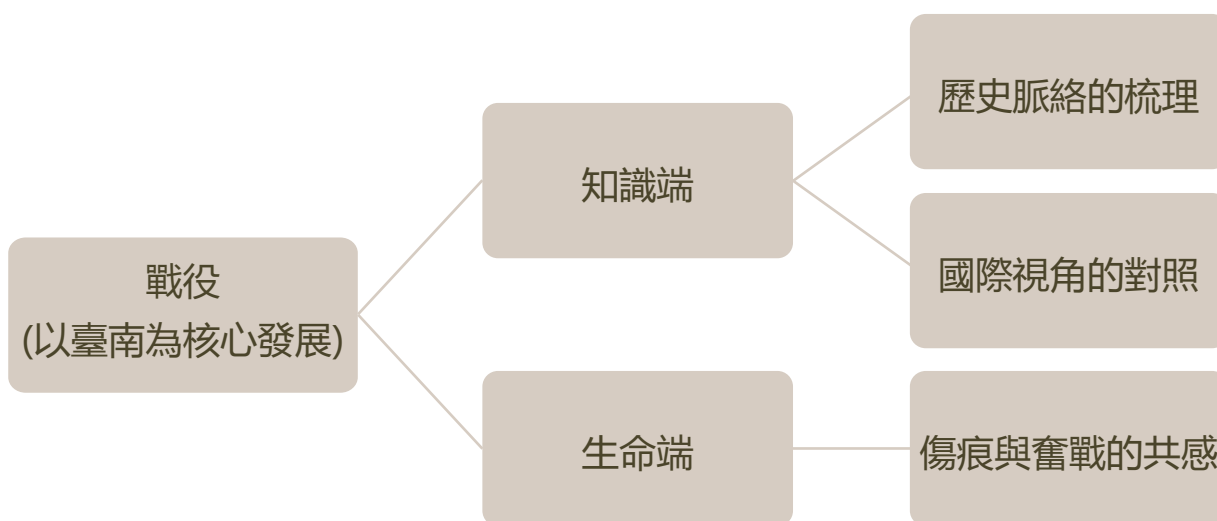 戰役
(以臺南為核心發展)
知識端
歷史脈絡的梳理
國際視角的對照
生命端
傷痕與奮戰的共感